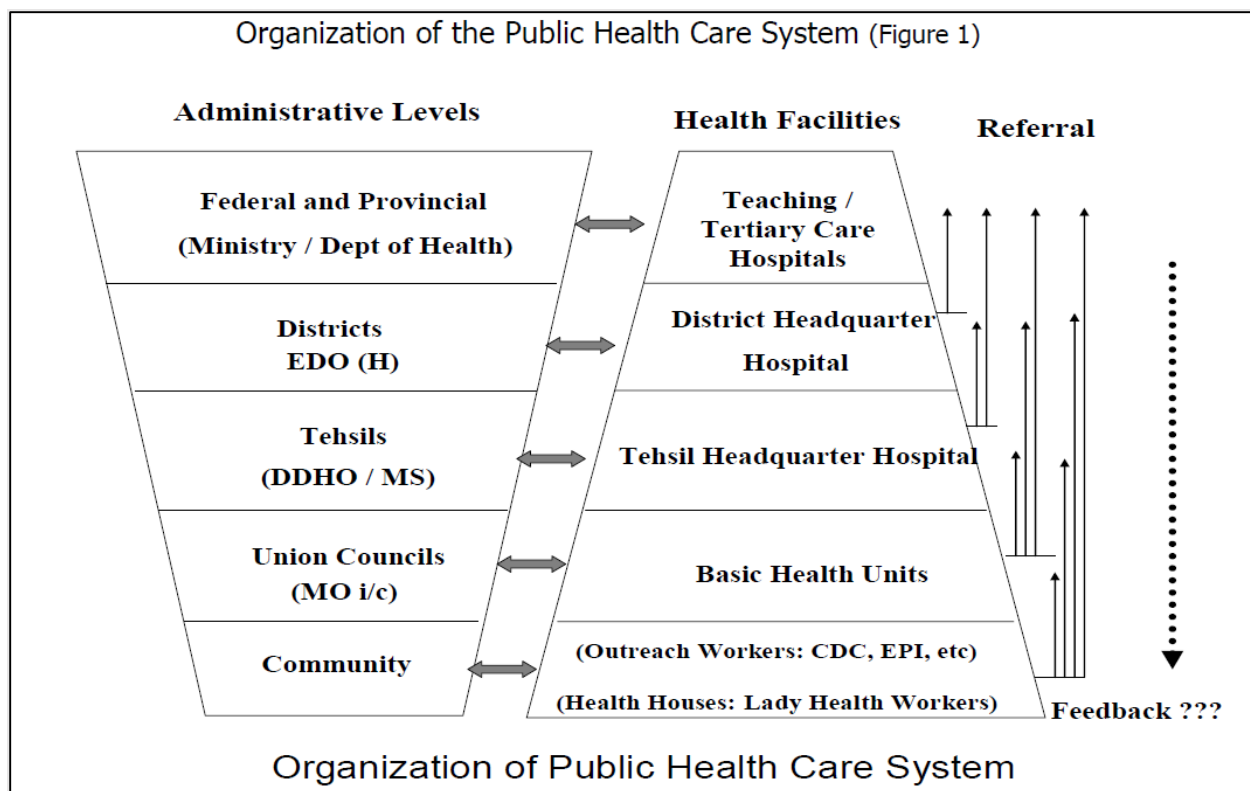 Organization of the Public Health Care System (Figure 1)
Administrative Levels
Health Facilities
Referral
Federal and Provincial
(Ministry / Dept of Health)
Teaching /
Tertiary Care
Hospitals
Districts
EDO (H)
District Headquarter
Hospital
Tehsils
(DDHO / MS)
Tehsil Headquarter Hospital
Union Councils
(MO i/c)
Basic Health Units
Community
(Outreach Workers: CDC, EPI, etc)
(Health Houses: Lady Health Workers)
Feedback ???
Organization of Public Health Care System